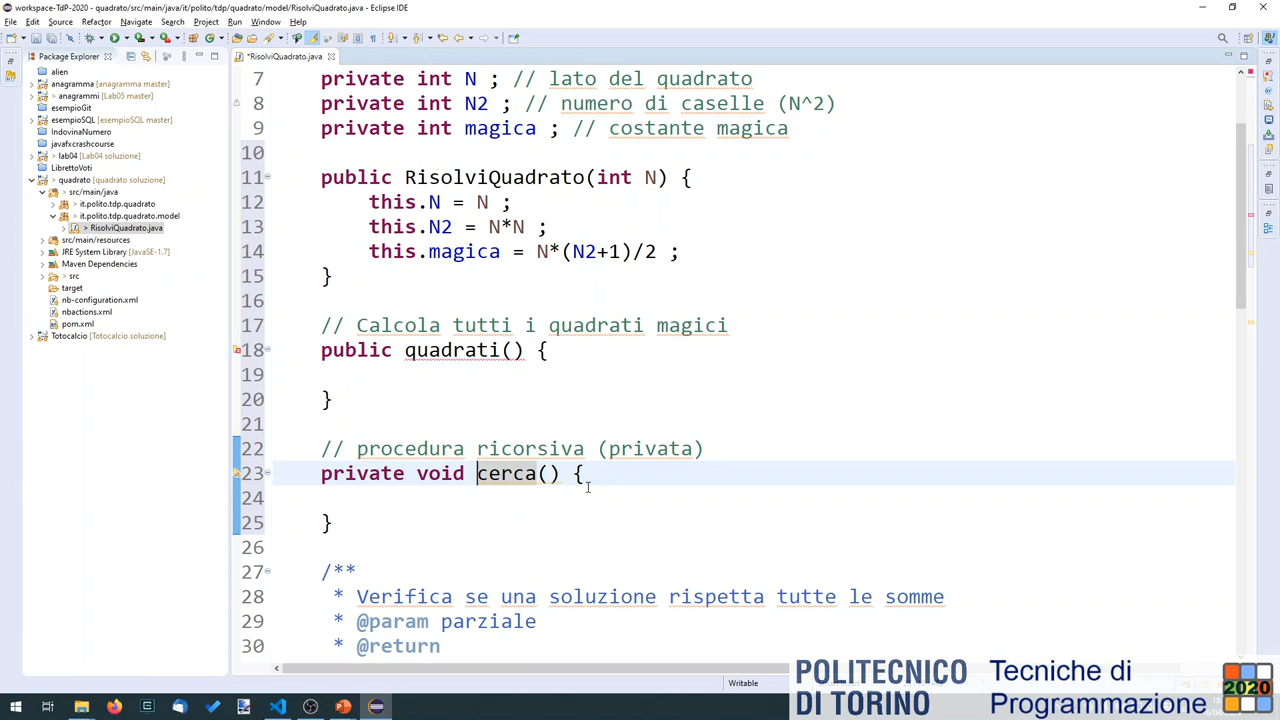 workspace-TdP-2020 - quadrato/src/main/java/it/polito/tdp/quadrato/model/RisolviQuadrato.java - Eclipse IDE
File Edit Source Refactor Navigate Search Project Run Window Help
Package Explorer
*RisolviQuadrato.java
alien
anagramma [anagramma master]
anagrammi [Lab05 master]
esempioGit
esempioSQL [esempioSQL master]
IndovinaNumero
javafxcrashcourse
lab04 [Lab04 soluzione]
LibrettoVoti
quadrato [quadrato soluzione]
src/main/java
it.polito.tdp.quadrato
it.polito.tdp.quadrato.model
RisolviQuadrato.java
src/main/resources
JRE System Library [JavaSE-1.7]
Maven Dependencies
src
target
nb-configuration.xml
nbactions.xml
pom.xml
Totocalcio [Totocalcio soluzione]
7 private int N ; // lato del quadrato
8 private int N2 ; // numero di caselle (N^2)
9 private int magica ; // costante magica
10
11 public RisolviQuadrato(int N) {
12 this.N = N ;
13 this.N2 = N*N ;
14 this.magica = N*(N2+1)/2 ;
15 }
16
17 // Calcola tutti i quadrati magici
18 public quadrati() {
19
20 }
21
22 // procedura ricorsiva (privata)
23 private void cerca() {
24
25 }
26
27 /**
28 * Verifica se una soluzione rispetta tutte le somme
29 * @param parziale
30 * @return
Writable
POLITECNICO
DI TORINO
Tecniche di
Programmazione
2020